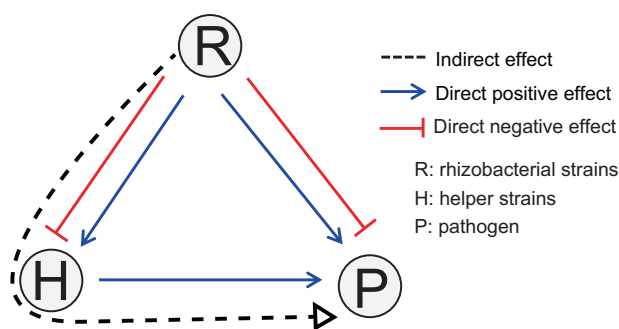 R
Indirect effect
Direct positive effect
Direct negative effect
R: rhizobacterial strains
H: helper strains
P: pathogen
H
P